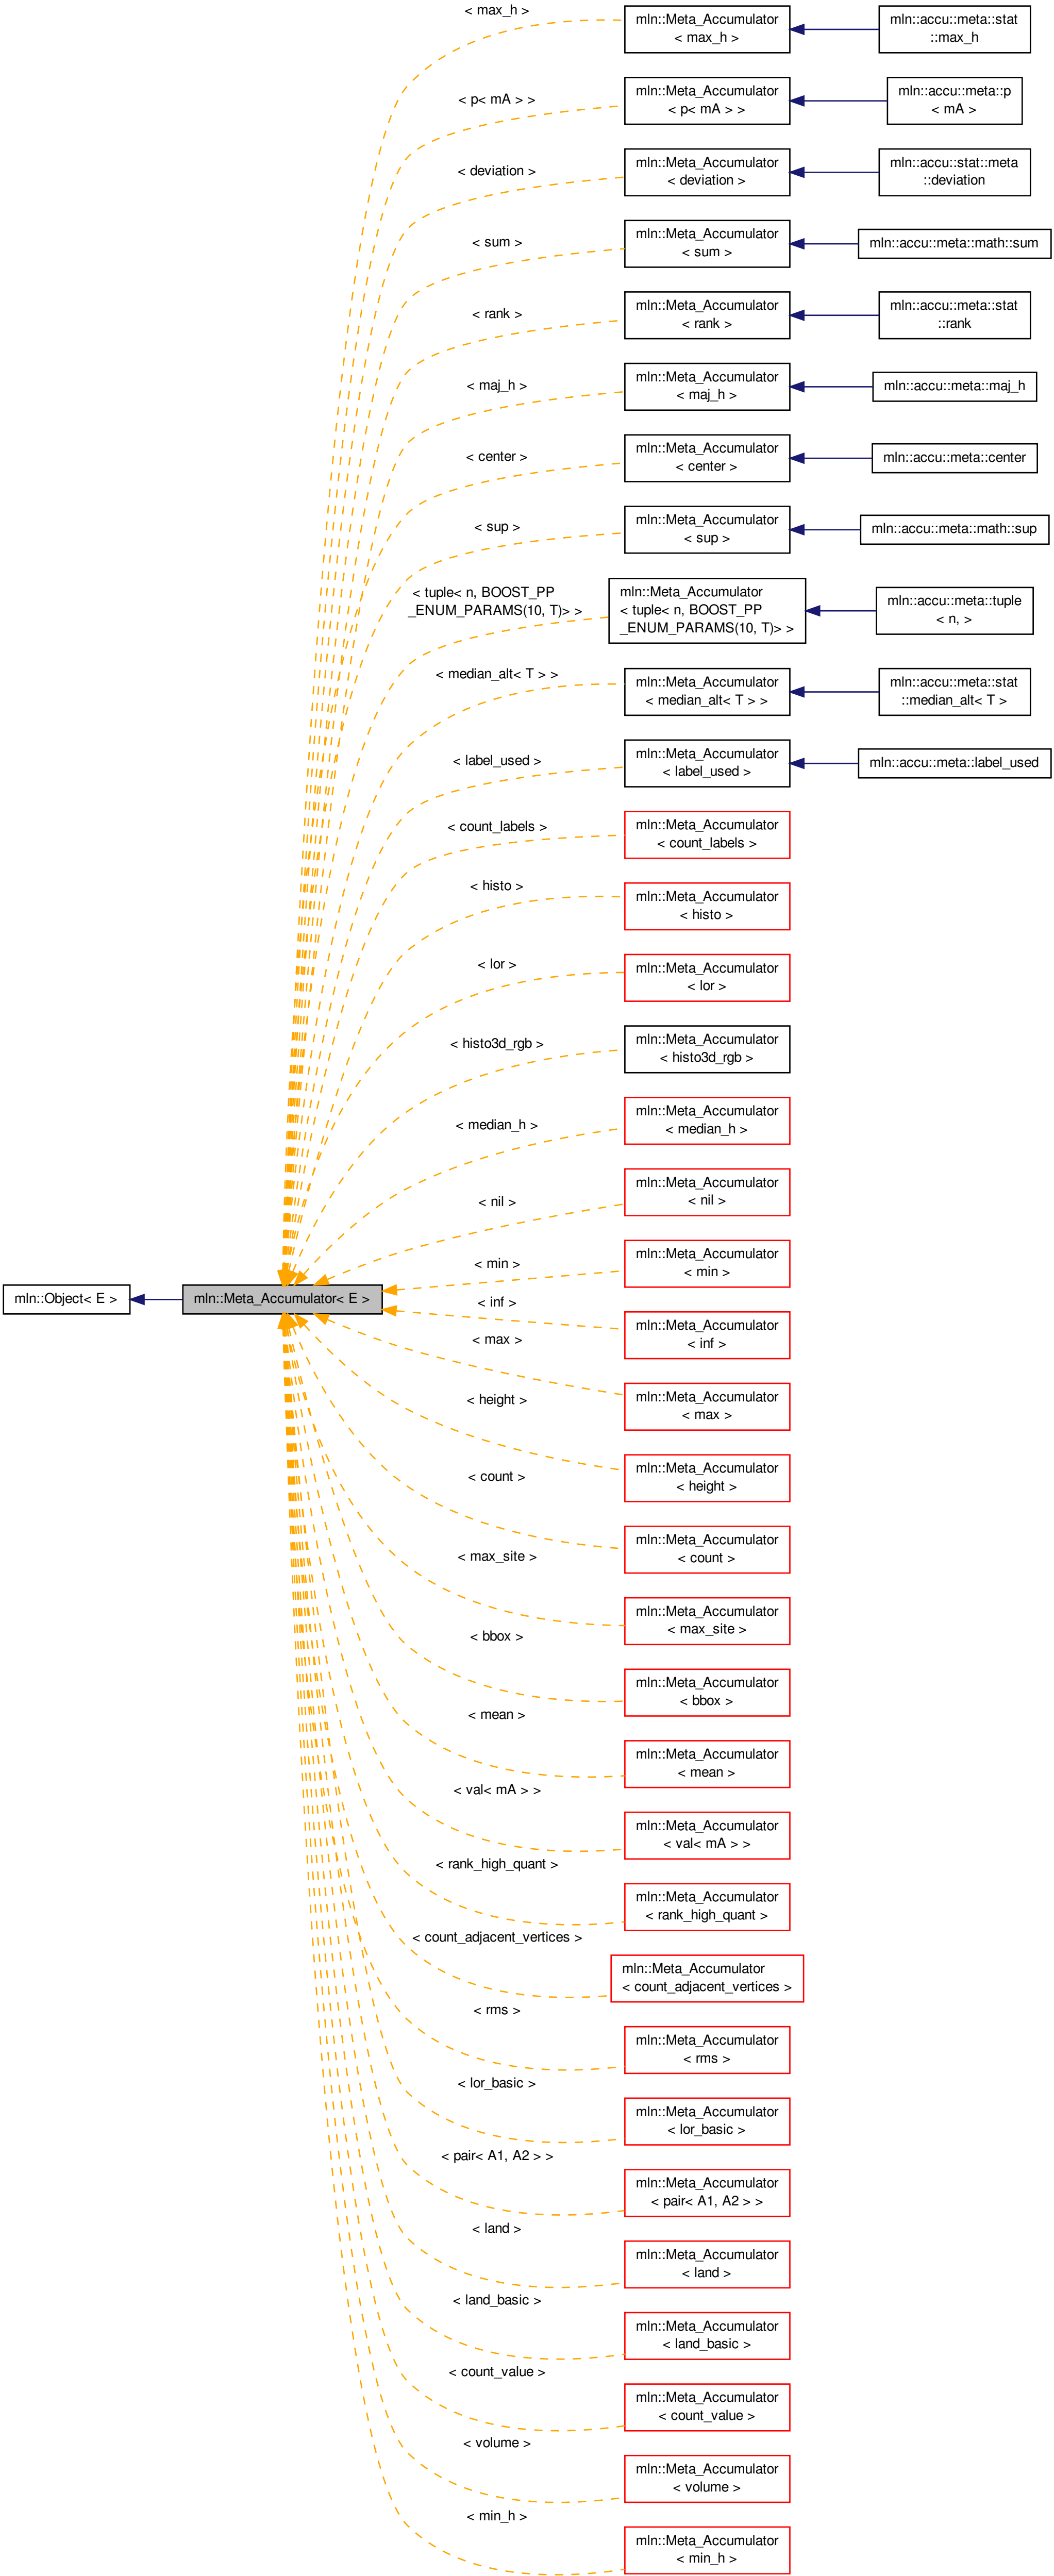 < max_h >
mln::Meta_Accumulator
< max_h >
mln::accu::meta::stat
::max_h
< p< mA > >
mln::Meta_Accumulator
< p< mA > >
mln::accu::meta::p
< mA >
< deviation >
mln::Meta_Accumulator
< deviation >
mln::accu::stat::meta
::deviation
< sum >
mln::Meta_Accumulator
< sum >
mln::accu::meta::math::sum
< rank >
mln::Meta_Accumulator
< rank >
mln::accu::meta::stat
::rank
< maj_h >
mln::Meta_Accumulator
< maj_h >
mln::accu::meta::maj_h
< center >
mln::Meta_Accumulator
< center >
mln::accu::meta::center
< sup >
mln::Meta_Accumulator
< sup >
mln::accu::meta::math::sup
< tuple< n, BOOST_PP
_ENUM_PARAMS(10, T)> >
mln::Meta_Accumulator
< tuple< n, BOOST_PP
_ENUM_PARAMS(10, T)> >
mln::accu::meta::tuple
< n, >
< median_alt< T > >
mln::Meta_Accumulator
< median_alt< T > >
mln::accu::meta::stat
::median_alt< T >
< label_used >
mln::Meta_Accumulator
< label_used >
mln::accu::meta::label_used
< count_labels >
mln::Meta_Accumulator
< count_labels >
< histo >
mln::Meta_Accumulator
< histo >
< lor >
mln::Meta_Accumulator
< lor >
< histo3d_rgb >
mln::Meta_Accumulator
< histo3d_rgb >
< median_h >
mln::Meta_Accumulator
< median_h >
< nil >
mln::Meta_Accumulator
< nil >
< min >
mln::Meta_Accumulator
< min >
mln::Object< E >
mln::Meta_Accumulator< E >
< inf >
mln::Meta_Accumulator
< inf >
< max >
mln::Meta_Accumulator
< max >
< height >
mln::Meta_Accumulator
< height >
< count >
mln::Meta_Accumulator
< count >
< max_site >
mln::Meta_Accumulator
< max_site >
< bbox >
mln::Meta_Accumulator
< bbox >
< mean >
mln::Meta_Accumulator
< mean >
< val< mA > >
mln::Meta_Accumulator
< val< mA > >
< rank_high_quant >
mln::Meta_Accumulator
< rank_high_quant >
< count_adjacent_vertices >
mln::Meta_Accumulator
< count_adjacent_vertices >
< rms >
mln::Meta_Accumulator
< rms >
< lor_basic >
mln::Meta_Accumulator
< lor_basic >
< pair< A1, A2 > >
mln::Meta_Accumulator
< pair< A1, A2 > >
< land >
mln::Meta_Accumulator
< land >
< land_basic >
mln::Meta_Accumulator
< land_basic >
< count_value >
mln::Meta_Accumulator
< count_value >
< volume >
mln::Meta_Accumulator
< volume >
< min_h >
mln::Meta_Accumulator
< min_h >